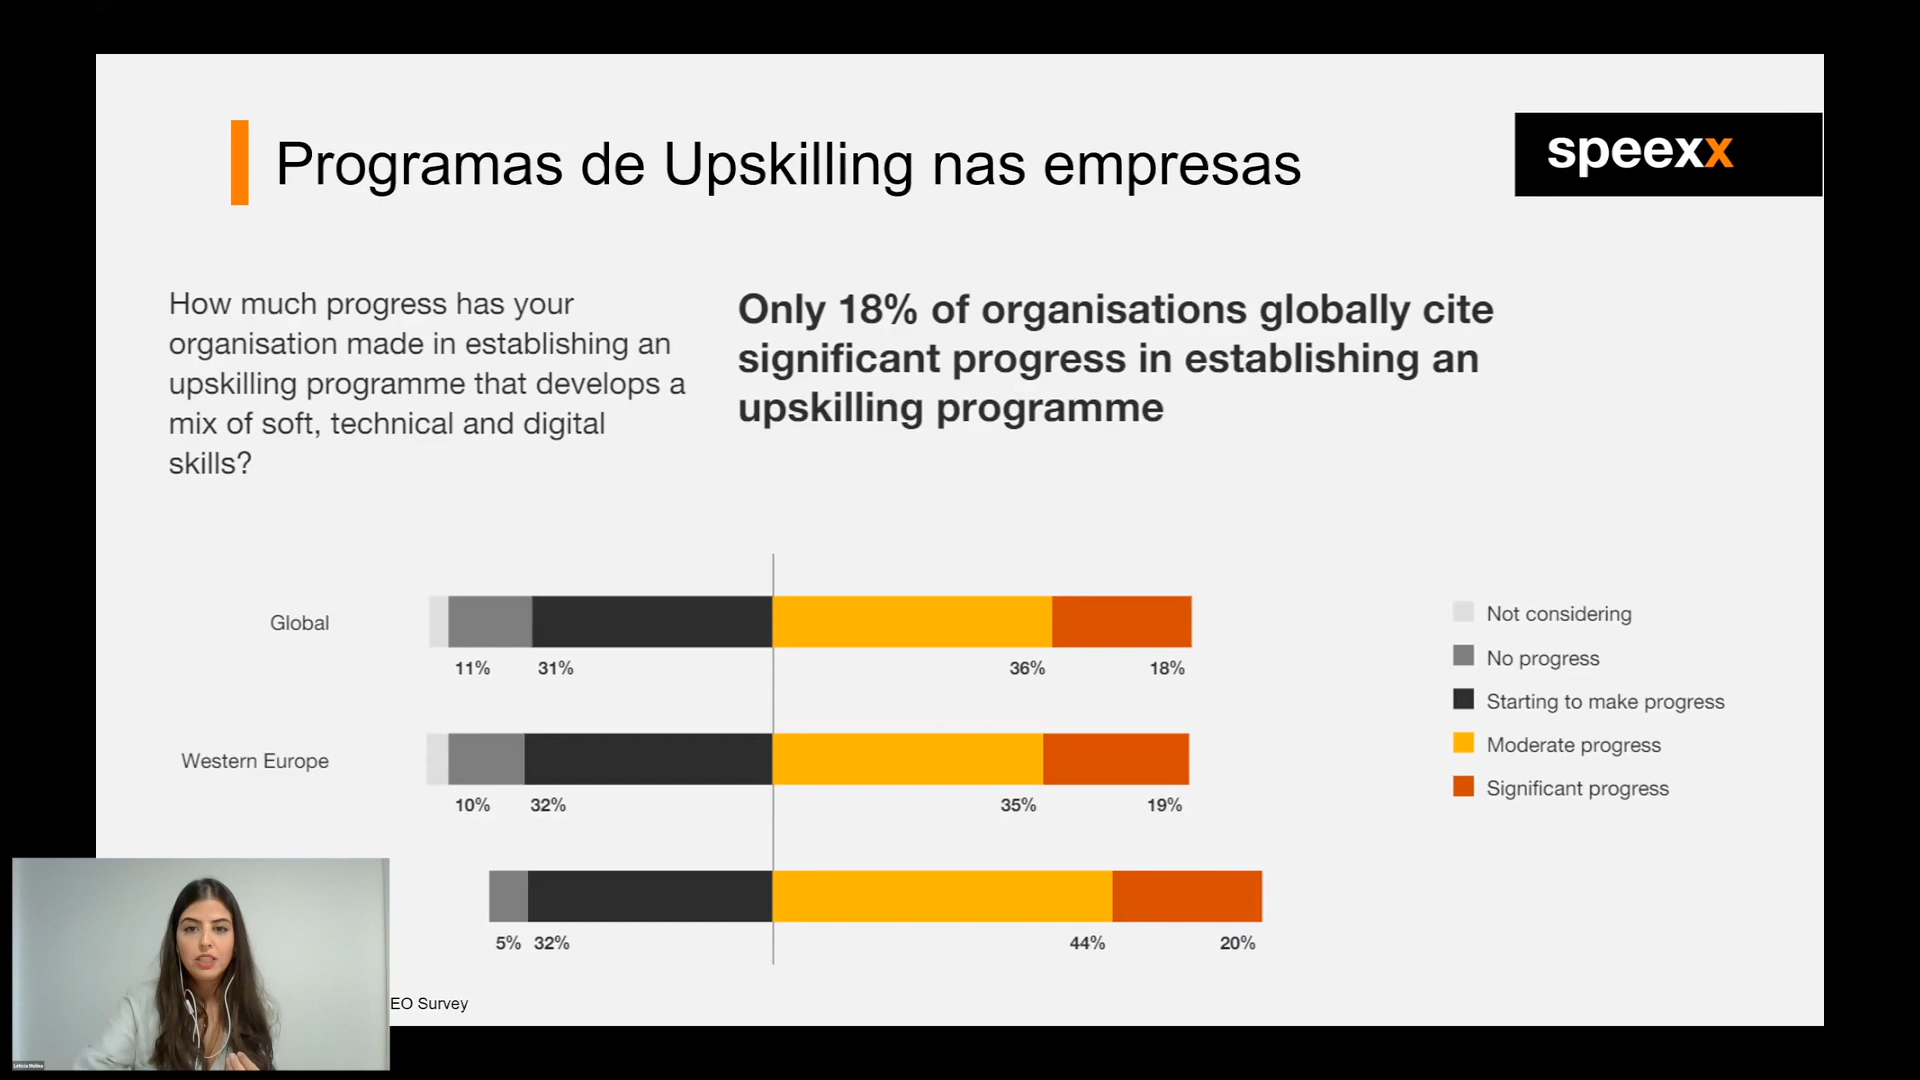 Programas de Upskilling nas empresas
speexx
How much progress has your
organisation made in establishing an
upskilling programme that develops a
mix of soft, technical and digital
skills?
Only 18% of organisations globally cite
significant progress in establishing an
upskilling programme
Global
11% 31% 36% 18%
Western Europe
10% 32% 35% 19%
5% 32% 44% 20%
Not considering
No progress
Starting to make progress
Moderate progress
Significant progress
EO Survey